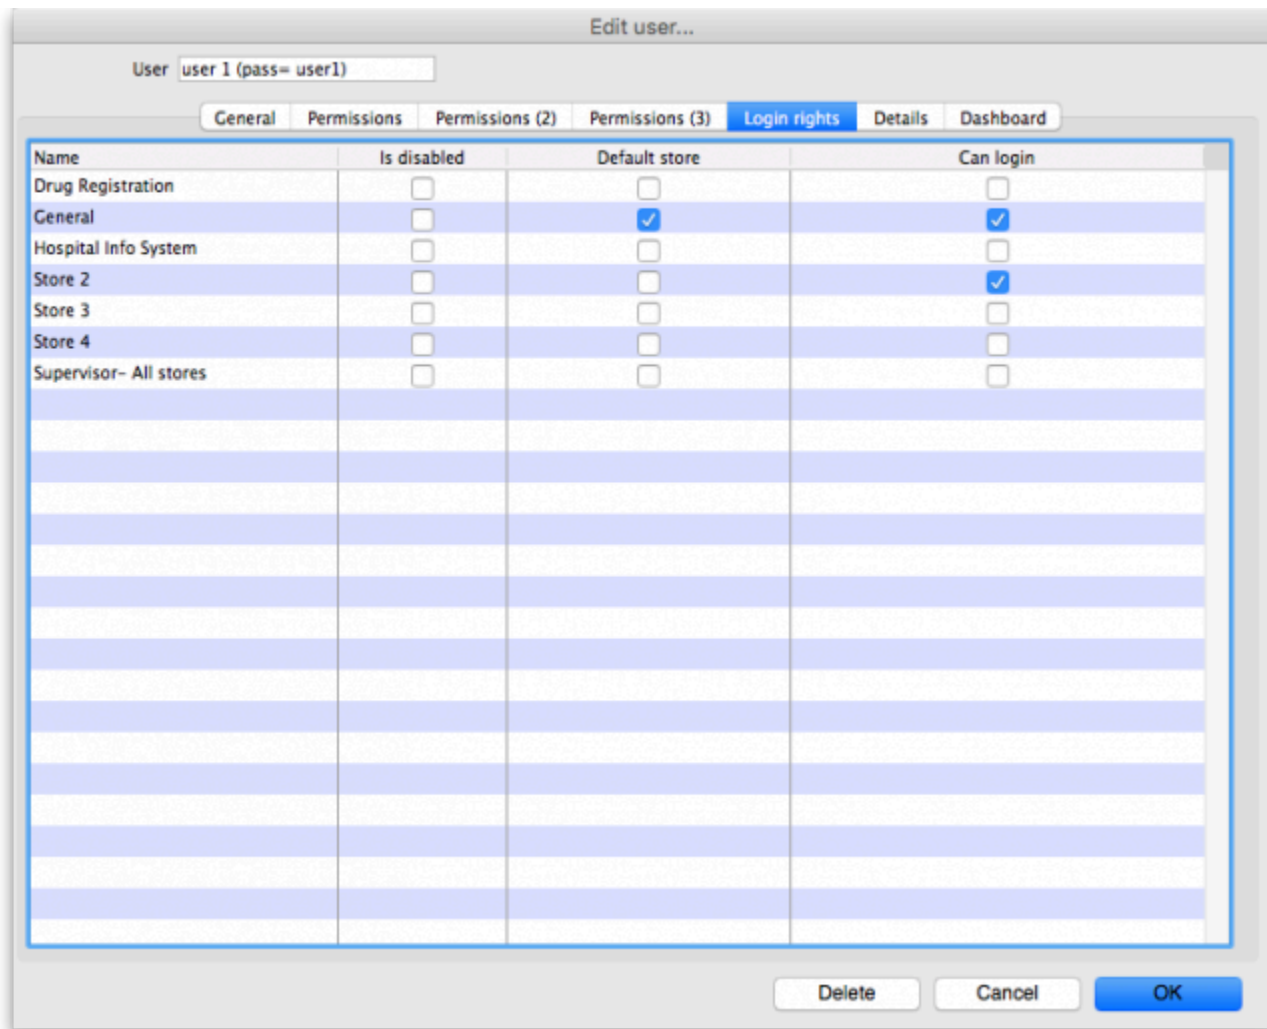 Edit user...
User user 1 (pass= user1)
General Permissions Permissions (2) Permissions (3) Login rights Details Dashboard
Name Is disabled Default store Can login
Drug Registration
General
Hospital Info System
Store 2
Store 3
Store 4
Supervisor- All stores
Delete Cancel OK